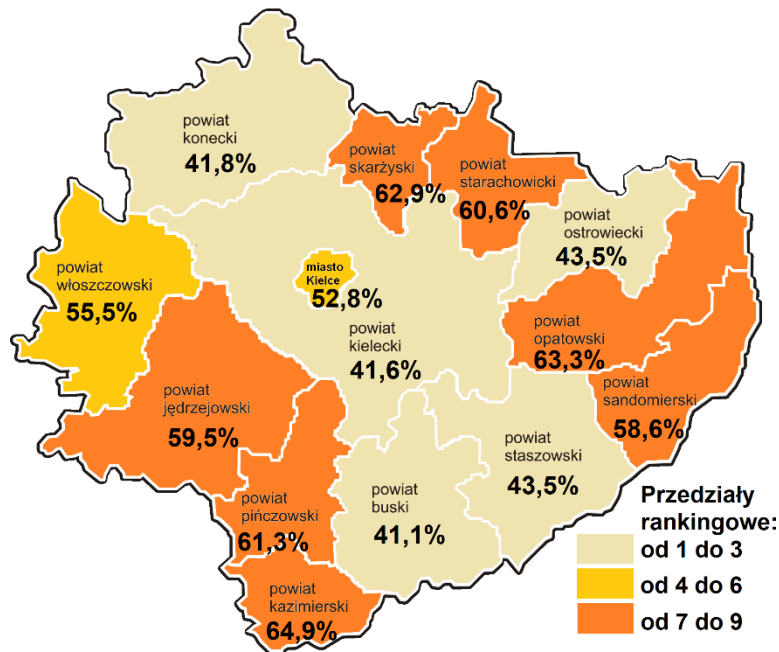 powiat
konecki
41,8%
powiat
skarżyski
62,9%
powiat
starachowicki
60,6%
powiat
ostrowiecki
43,5%
powiat
włoszczowski
55,5%
miasto
Kielce
52,8%
powiat
kielecki
41,6%
powiat
opatowski
63,3%
powiat
sandomierski
58,6%
powiat
jędrzejowski
59,5%
powiat
staszowski
43,5%
powiat
pińczowski
61,3%
powiat
buski
41,1%
powiat
kazimierski
64,9%
Przedziały
rankingowe:
od 1 do 3
od 4 do 6
od 7 do 9